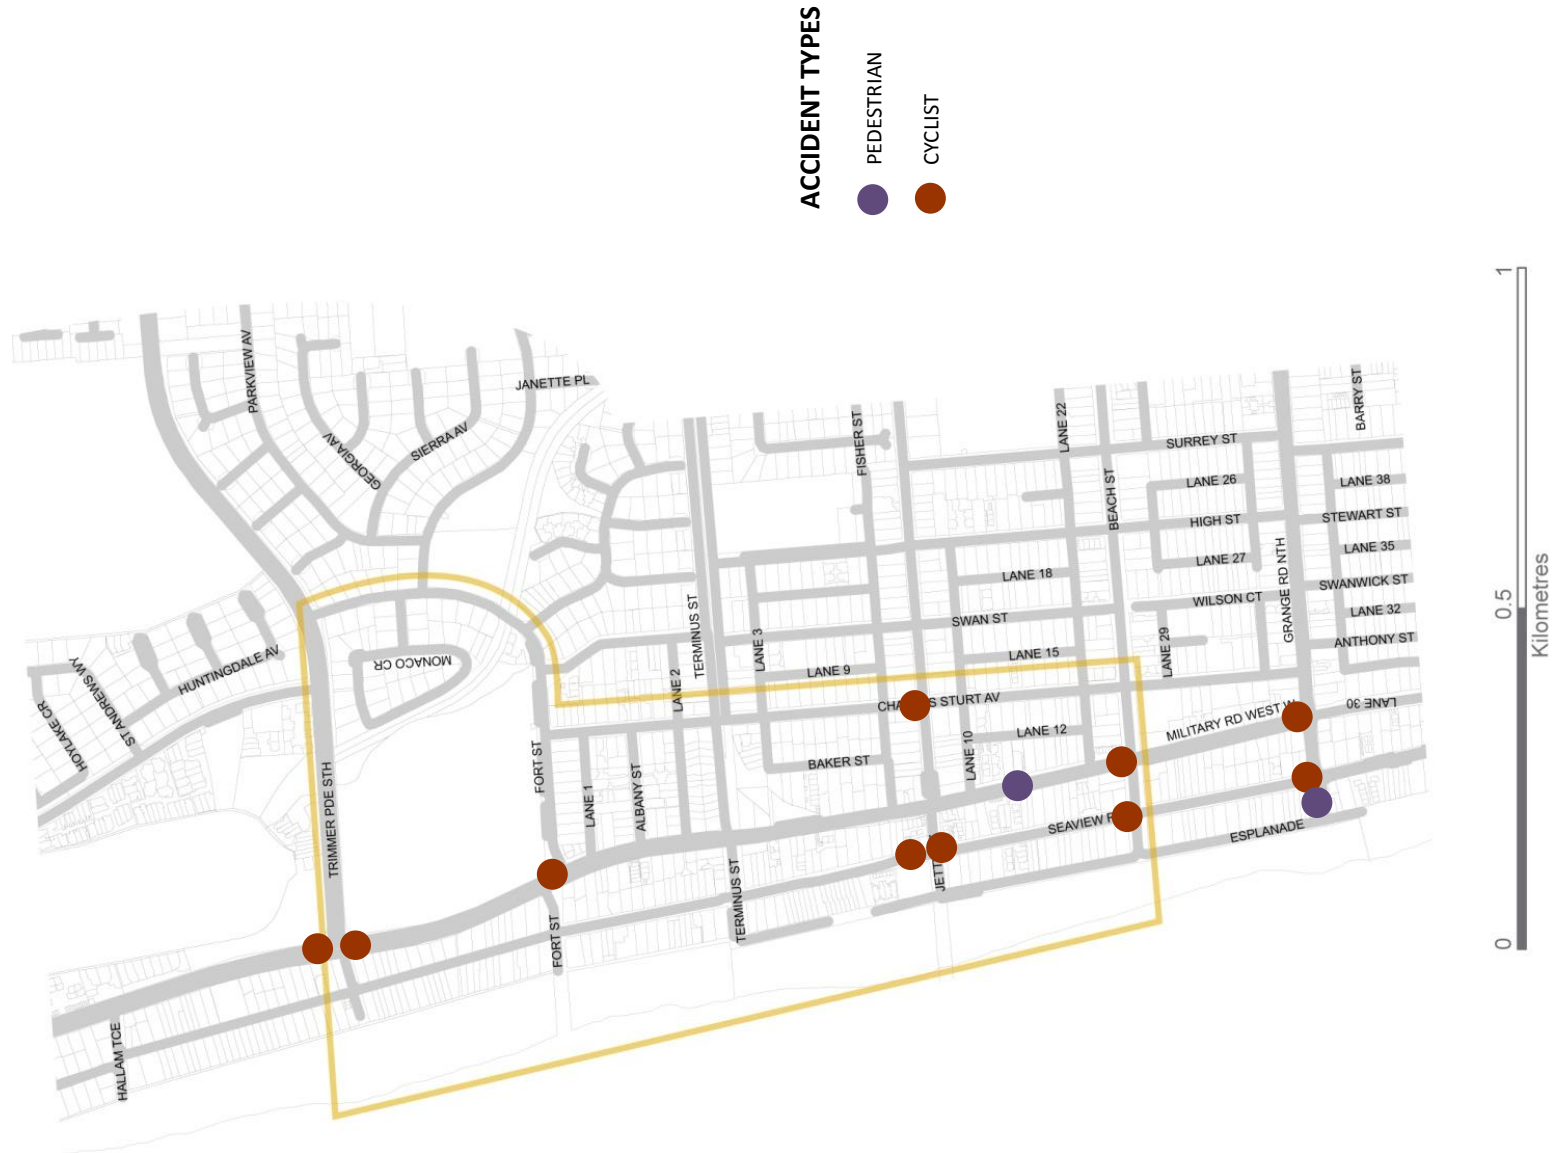 ACCIDENT TYPES
PEDESTRIAN
CYCLIST
PARKVIEW AV
GEORGIA AV
SIERRA AV
JANETTE PL
FISHER ST
LANE 22
BEACH ST
SURREY ST
BARRY ST
LANE 26
LANE 38
HIGH ST
STEWART ST
LANE 27
LANE 35
GRANGE RD NTH
SWANWICK ST
LANE 18
WILSON CT
LANE 32
SWAN ST
ANTHONY ST
LANE 15
LANE 29
LANE 3
LANE 9
TERMINUS ST
LANE 2
MONACO CR
HUNTINGDALE AV
ST ANDREWS WY
HOYLAKE CR
STURT AV
LANE 30
MILITARY RD WEST
LANE 12
LANE 10
BAKER ST
FORT ST
LANE 1
ALBANY ST
TRIMMER PDE STH
SEAVIEW
ESPLANADE
TERMINUS ST
FORT ST
HALLAM TCE
0
0.5
1
Kilometres